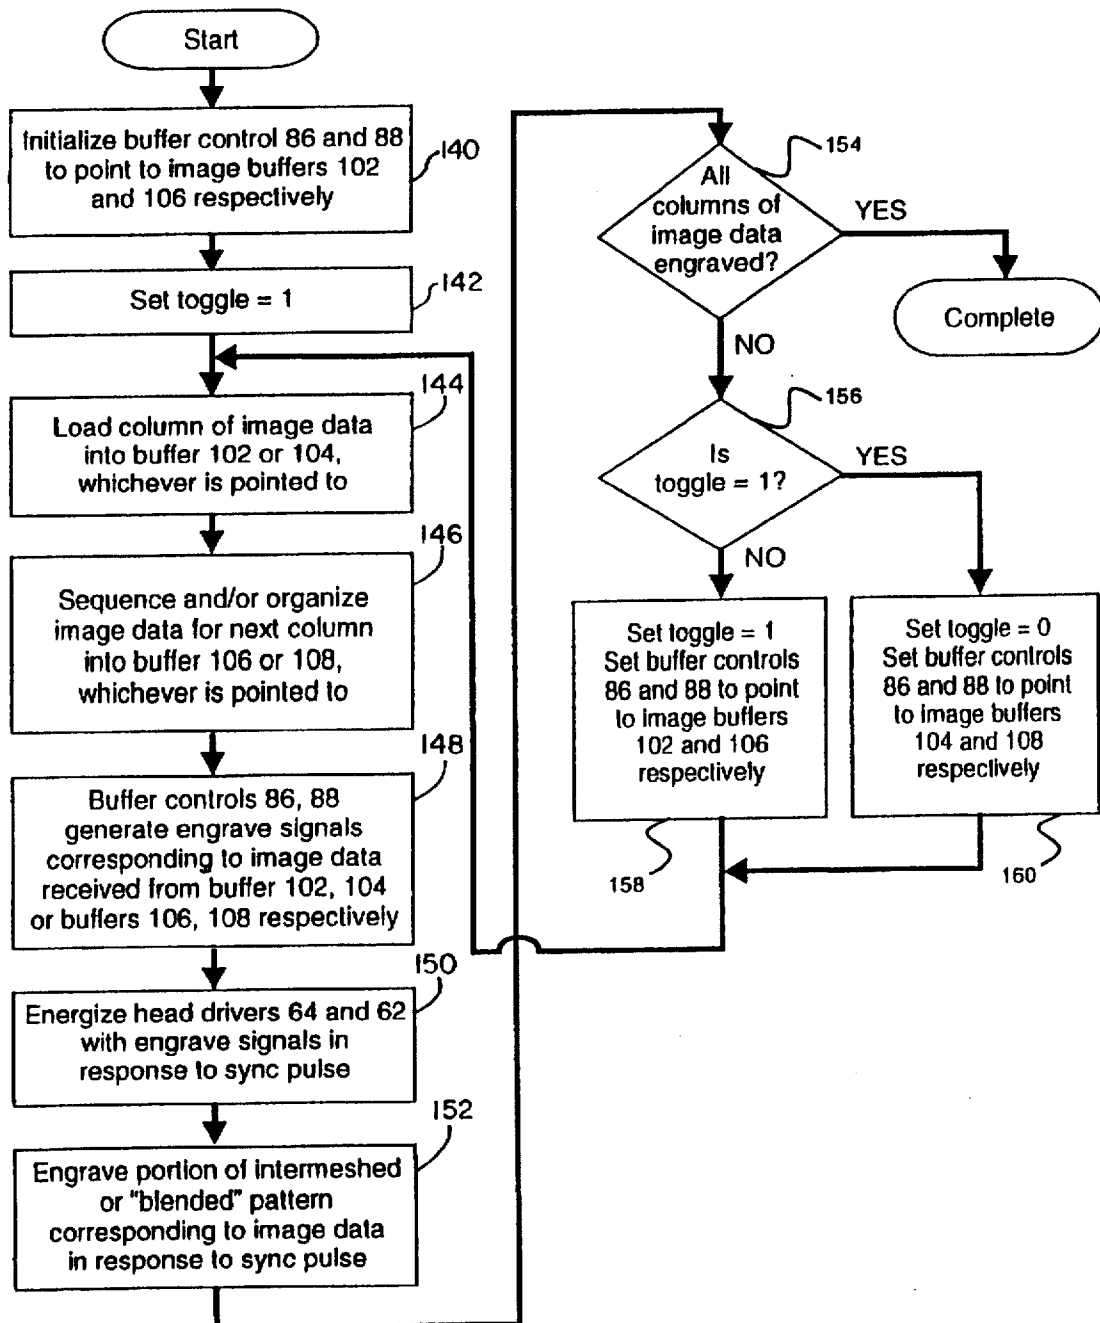 Start
Initialize buffer control 86 and 88
to point to image buffers 102
and 106 respectively
140
Set toggle = 1
142
144
Load column of image data
into buffer 102 or 104,
whichever is pointed to
146
Sequence and/or organize
image data for next column
into buffer 106 or 108,
whichever is pointed to
148
Buffer controls 86, 88
generate engrave signals
corresponding to image data
received from buffer 102, 104
or buffers 106, 108 respectively
150
Energize head drivers 64 and 62
with engrave signals in
response to sync pulse
152
Engrave portion of intermeshed
or "blended" pattern
corresponding to image data
in response to sync pulse
154
All
columns of
image data
engraved?
YES
Complete
NO
156
Is
toggle = 1?
YES
NO
Set toggle = 1
Set buffer controls
86 and 88 to point
to image buffers
102 and 106
respectively
158
Set toggle = 0
Set buffer controls
86 and 88 to point
to image buffers
104 and 108
respectively
160